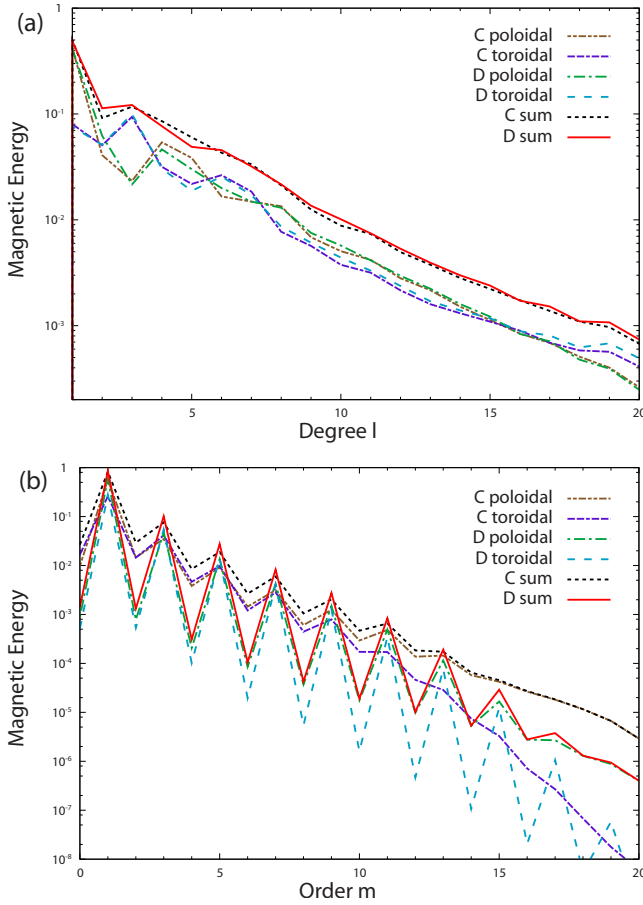 (a)
1
10-1
10-2
10-3
Magnetic Energy
C poloidal
C toroidal
D poloidal
D toroidal
C sum
D sum
5
10
15
20
Degree l
(b)
1
10-1
10-2
10-3
10-4
10-5
10-6
10-7
10-8
Magnetic Energy
C poloidal
C toroidal
D poloidal
D toroidal
C sum
D sum
0
5
10
15
20
Order m